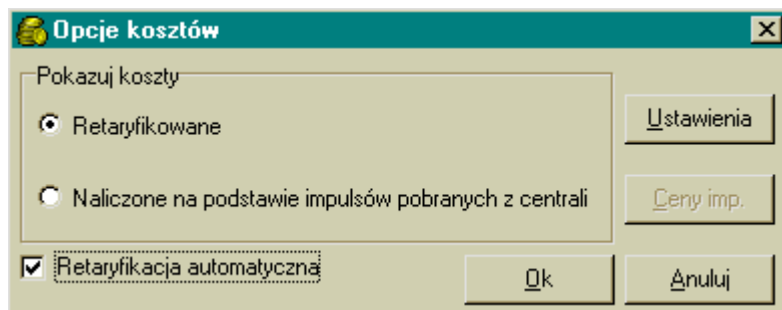 Opcje kosztów
Pokazuj koszty
Retaryfikowane
Ustawienia
Naliczone na podstawie impulsów pobranych z centrali
Ceny imp.
Retaryfikacja automatyczna
Ok
Anuluj